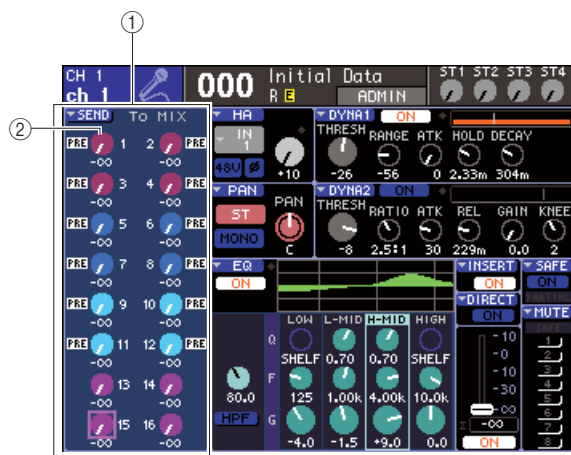 ①
②
CH 1
ch 1
000
Initial Data
R E
ADMIN
ST1 ST2 ST3 ST4
SEND TO MIX
PRE 1 2 PRE
-∞ -∞
PRE 3 4 PRE
-∞ -∞
PRE 5 6 PRE
-∞ -∞
PRE 7 8 PRE
-∞ -∞
PRE 9 10 PRE
-∞ -∞
PRE 11 12 PRE
-∞ -∞
13 14
-∞ -∞
15 16
-∞ -∞
HA
IN
1
48V Ø
+10
PAN
ST
MONO
PAN
C
DYNA1 ON
THRESH RANGE ATK HOLD DECAY
-26 -56 0 2.33m 304m
DYNA2 ON
THRESH RATIO ATK REL GAIN KNEE
-8 2.5:1 30 229m 0.0 2
EQ
ON
LOW L-MID H-MID HIGH
Q
SHELF 0.70 0.70 SHELF
F
80.0 125 1.00k 4.00k 10.0k
HPF
G
-4.0 -1.5 +9.0 0.0
INSERT
ON
DIRECT
ON
-10
-0
-10
-30
-∞
Σ -∞
ON
SAFE
ON
PARTIAL
MUTE
SAFE
1
2
3
4
5
6
7
8